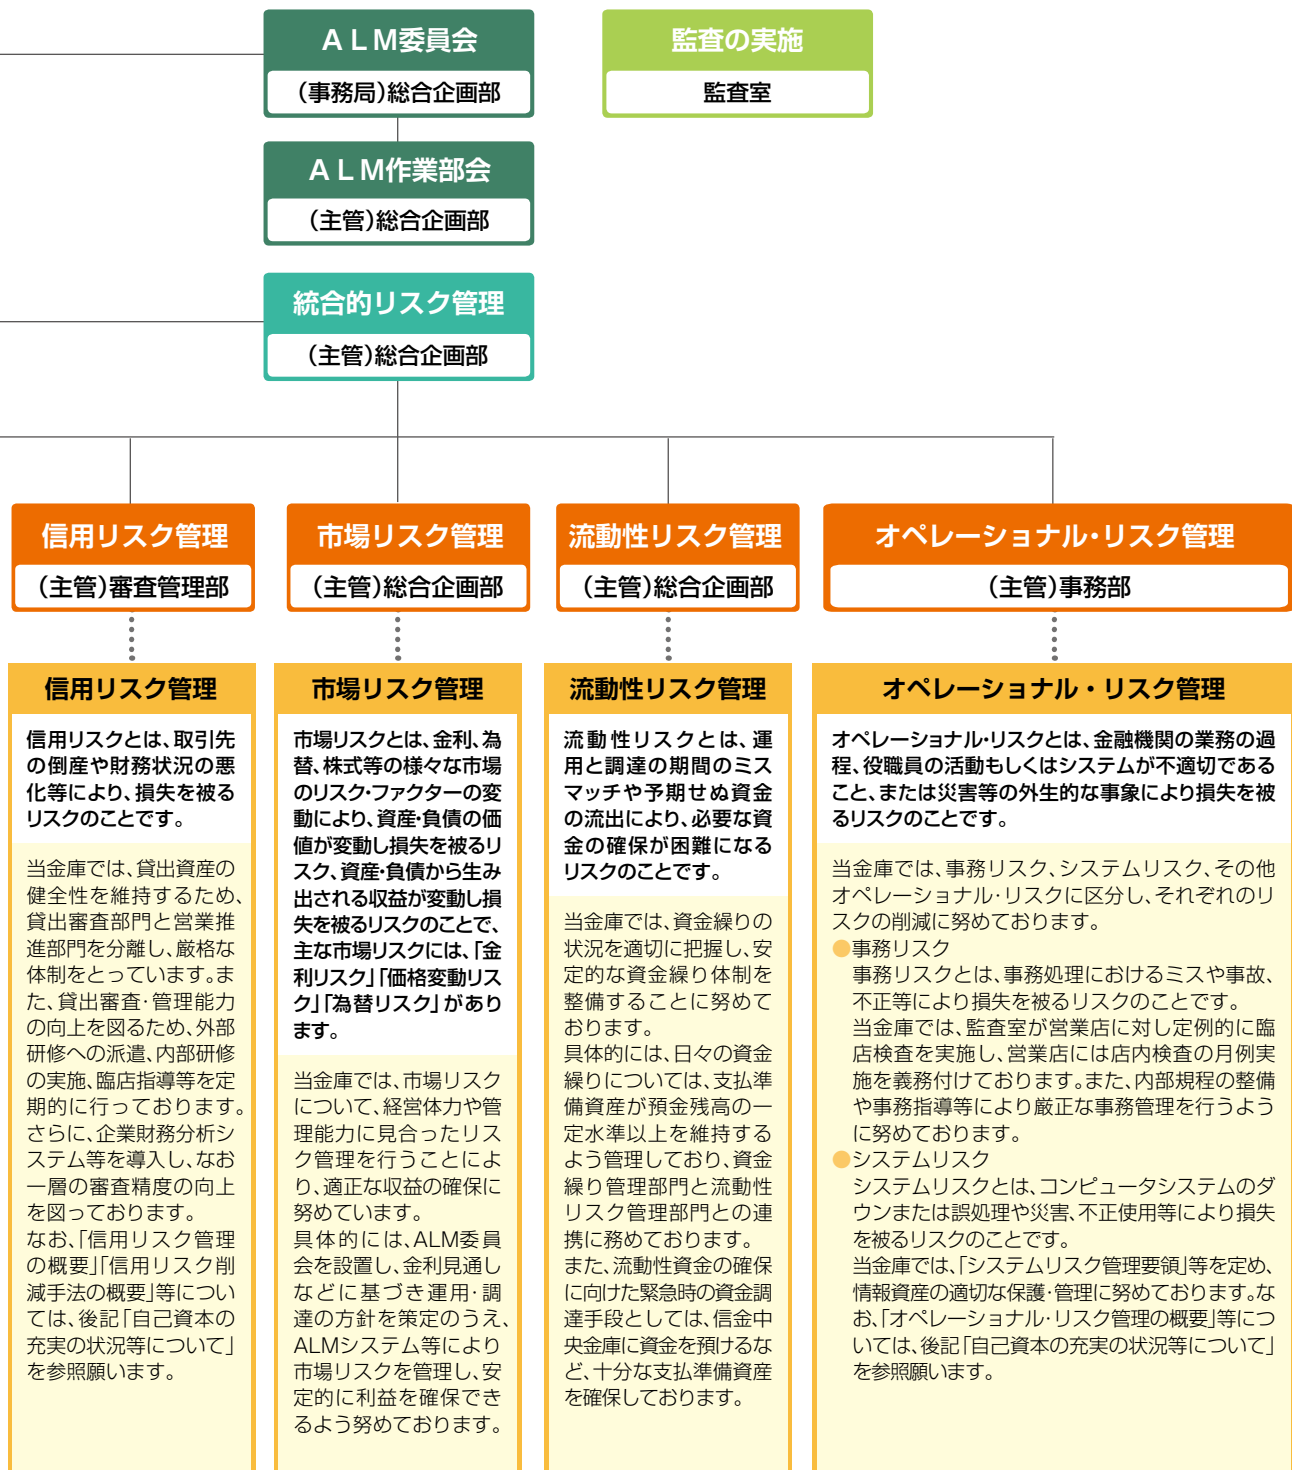 ＡＬＭ委員会
（事務局）総合企画部
監査の実施
監査室
ＡＬＭ作業部会
（主管）総合企画部
統合的リスク管理
（主管）総合企画部
信用リスク管理
（主管）審査管理部
市場リスク管理
（主管）総合企画部
流動性リスク管理
（主管）総合企画部
オペレーショナル・リスク管理
（主管）事務部
信用リスク管理
信用リスクとは、取引先
の倒産や財務状況の悪
化等により、損失を被る
リスクのことです。
当金庫では、貸出資産の
健全性を維持するため、
貸出審査部門と営業推
進部門を分離し、厳格な
体制をとっています。ま
た、貸出審査・管理能力
の向上を図るため、外部
研修への派遣、内部研修
の実施、臨店指導等を定
期的に行っております。
さらに、企業財務分析シ
ステム等を導入し、なお
一層の審査精度の向上
を図っております。
なお、「信用リスク管理
の概要」「信用リスク削
減手法の概要」等につい
ては、後記「自己資本の
充実の状況等について」
を参照願います。
市場リスク管理
市場リスクとは、金利、為
替、株式等の様々な市場
のリスク・ファクターの変
動により、資産・負債の価
値が変動し損失を被るリ
スク、資産・負債から生み
出される収益が変動し損
失を被るリスクのことで、
主な市場リスクには、「金
利リスク」「価格変動リス
ク」「為替リスク」があり
ます。
当金庫では、市場リスク
について、経営体力や管
理能力に見合ったリス
ク管理を行うことによ
り、適正な収益の確保に
努めています。
具体的には、ALM委員
会を設置し、金利見通し
などに基づき運用・調
達の方針を策定のうえ、
ALMシステム等により
市場リスクを管理し、安
定的に利益を確保でき
るよう努めております。
流動性リスク管理
流動性リスクとは、運
用と調達の期間のミス
マッチや予期せぬ資金
の流出により、必要な資
金の確保が困難になる
リスクのことです。
当金庫では、資金繰りの
状況を適切に把握し、安
定的な資金繰り体制を
整備することに努めて
おります。
具体的には、日々の資金
繰りについては、支払準
備資産が預金残高の一
定水準以上を維持する
よう管理しており、資金
繰り管理部門と流動性
リスク管理部門との連
携に務めております。
また、流動性資金の確保
に向けた緊急時の資金調
達手段としては、信金中
央金庫に資金を預けるな
ど、十分な支払準備資産
を確保しております。
オペレーショナル・リスク管理
オペレーショナル・リスクとは、金融機関の業務の過
程、役職員の活動もしくはシステムが不適切である
こと、または災害等の外生的な事象により損失を被
るリスクのことです。
当金庫では、事務リスク、システムリスク、その他
オペレーショナル・リスクに区分し、それぞれのリ
スクの削減に努めております。
●事務リスク
事務リスクとは、事務処理におけるミスや事故、
不正等により損失を被るリスクのことです。
当金庫では、監査室が営業店に対し定例的に臨
店検査を実施し、営業店には店内検査の月例実
施を義務付けております。また、内部規程の整備
や事務指導等により厳正な事務管理を行うよう
に努めております。
●システムリスク
システムリスクとは、コンピュータシステムのダ
ウンまたは誤処理や災害、不正使用等により損失
を被るリスクのことです。
当金庫では、「システムリスク管理要領」等を定め、
情報資産の適切な保護・管理に努めております。な
お、「オペレーショナル・リスク管理の概要」等につ
いては、後記「自己資本の充実の状況等について」
を参照願います。